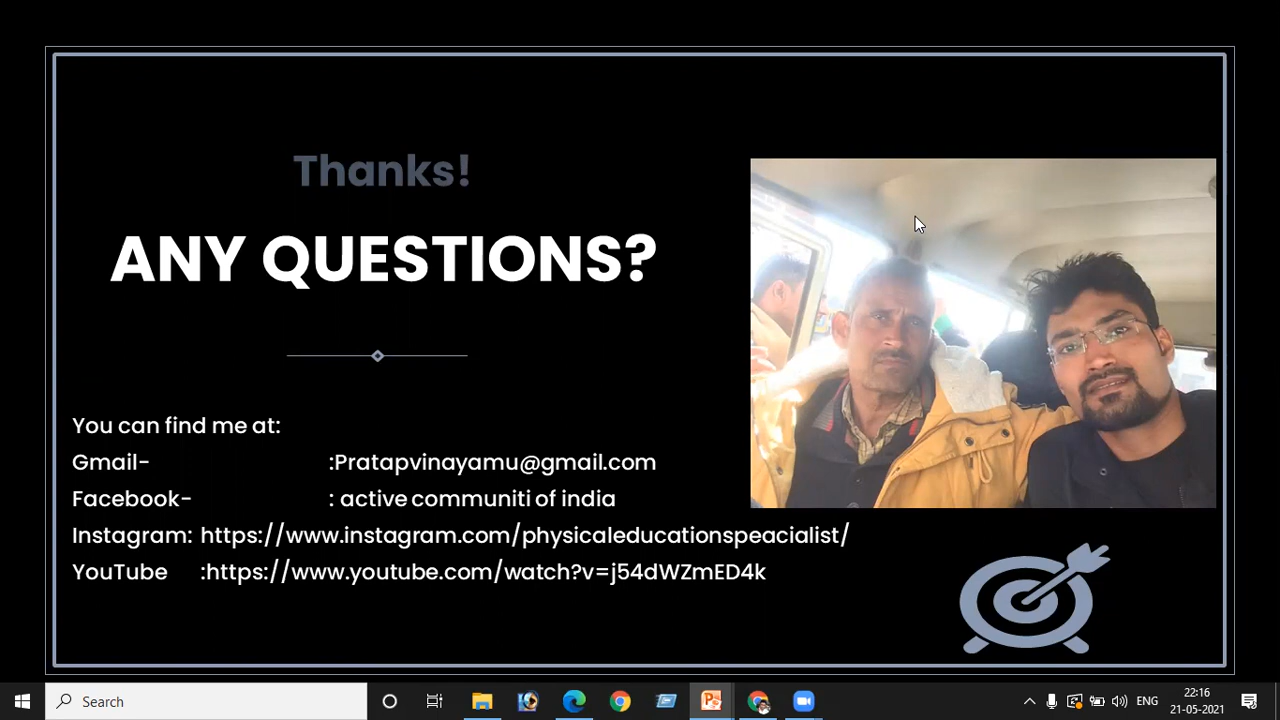 Thanks!
ANY QUESTIONS?
You can find me at:
Gmail- :Pratapvinayamu@gmail.com
Facebook- : active communiti of india
Instagram: https://www.instagram.com/physicaleducationspeacialist/
YouTube :https://www.youtube.com/watch?v=j54dWZmED4k
Search
ENG
22:16
21-05-2021